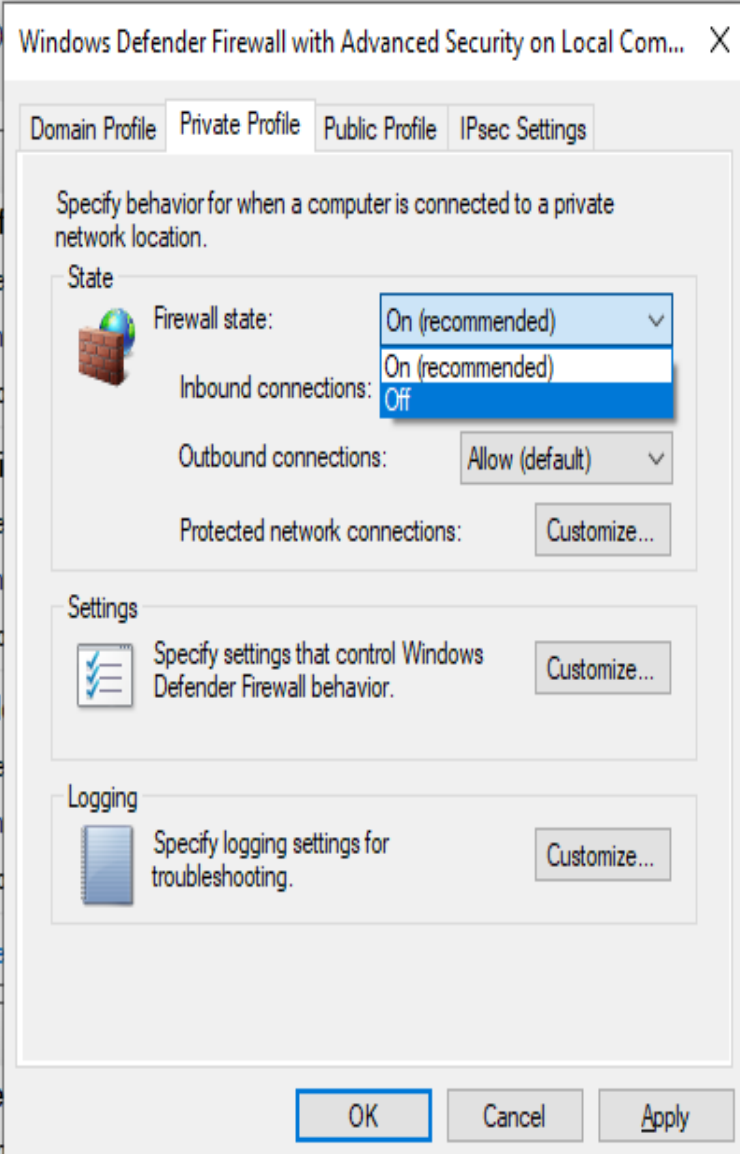 Windows Defender Firewall with Advanced Security on Local Com...
Domain Profile
Private Profile
Public Profile
IPsec Settings
Specify behavior for when a computer is connected to a private
network location.
State
Firewall state:
On (recommended)
On (recommended)
Off
Inbound connections:
Outbound connections:
Allow (default)
Protected network connections:
Customize...
Settings
Specify settings that control Windows
Defender Firewall behavior.
Customize...
Logging
Specify logging settings for
troubleshooting.
Customize...
OK
Cancel
Apply